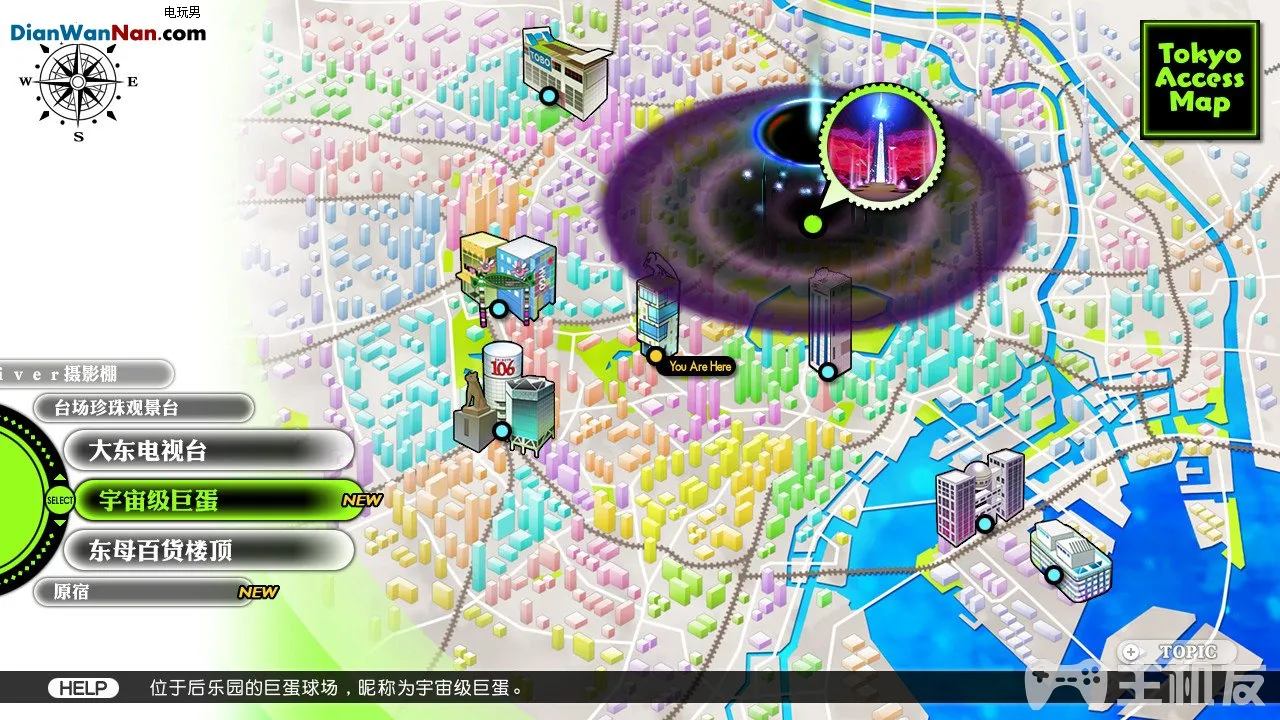 电玩男
DianWanNan.com
W
E
S
Tokyo
Access
Map
TOBO
106
You Are Here
iver摄影棚
台场珍珠观景台
大东电视台
SELECT
宇宙级巨蛋
NEW
东母百货楼顶
原宿
NEW
TOPIC
HELP
位于后乐园的巨蛋球场，昵称为宇宙级巨蛋。
主机友